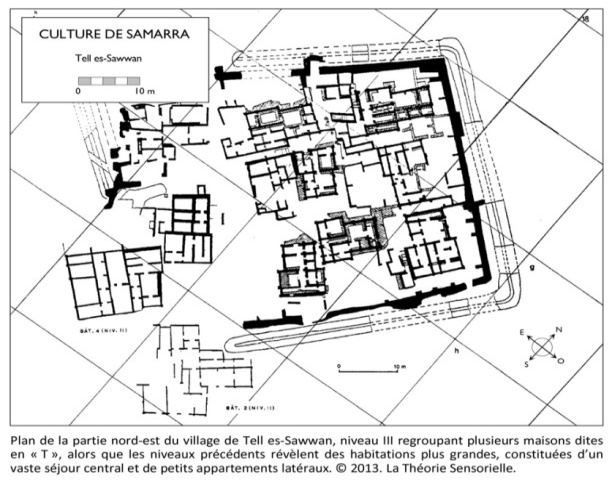 CULTURE DE SAMARRA
Tell es-Sawwan
10 m
38
g
E N
S O
0 10 m
h
BÂT. 4 (NIV. II)
BÂT. 2 (NIV. II)
Plan de la partie nord-est du village de Tell es-Sawwan, niveau III regroupant plusieurs maisons dites
en « T », alors que les niveaux précédents révèlent des habitations plus grandes, constituées d’un
vaste séjour central et de petits appartements latéraux. © 2013. La Théorie Sensorielle.